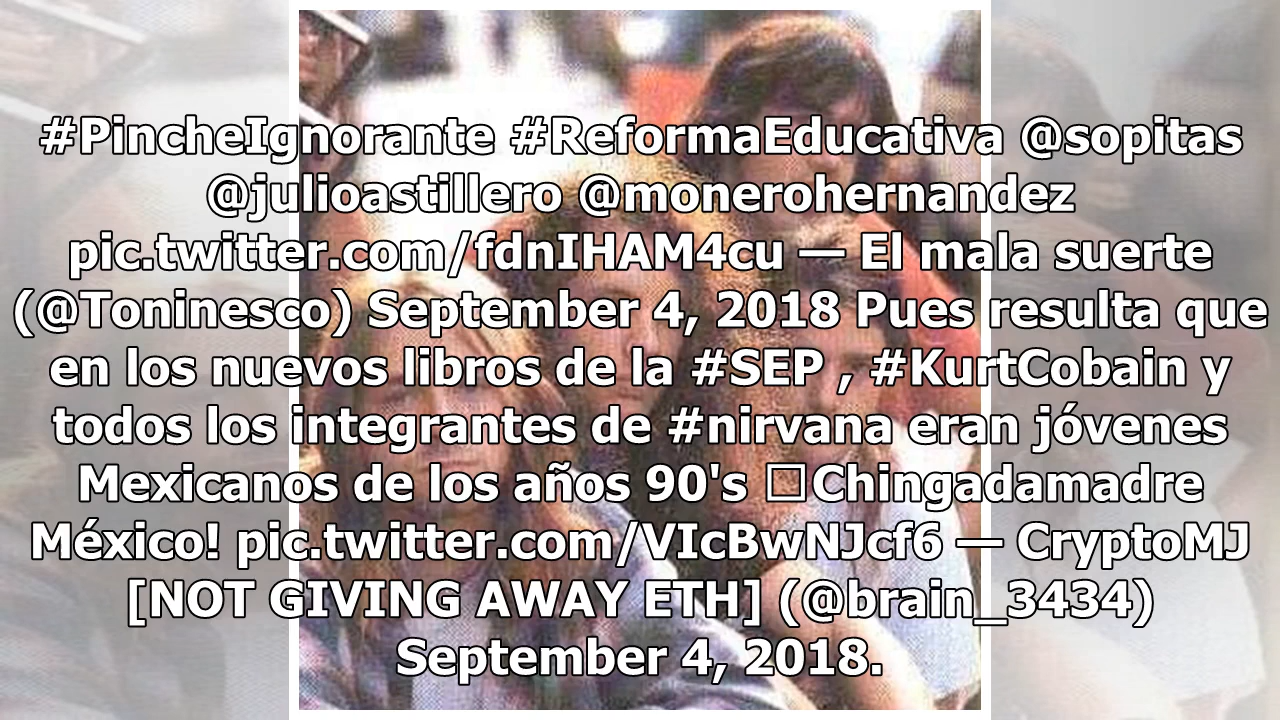 #PincheIgnorante #ReformaEducativa @sopitas
@julioastillero @monerohernandez
pic.twitter.com/fdnIHAM4cu — El mala suerte
(@Toninesco) September 4, 2018 Pues resulta que
en los nuevos libros de la #SEP , #KurtCobain y
todos los integrantes de #nirvana eran jóvenes
Mexicanos de los años 90's □Chingadamadre
México! pic.twitter.com/VIcBwNJcf6 — CryptoMJ
[NOT GIVING AWAY ETH] (@brain_3434)
September 4, 2018.